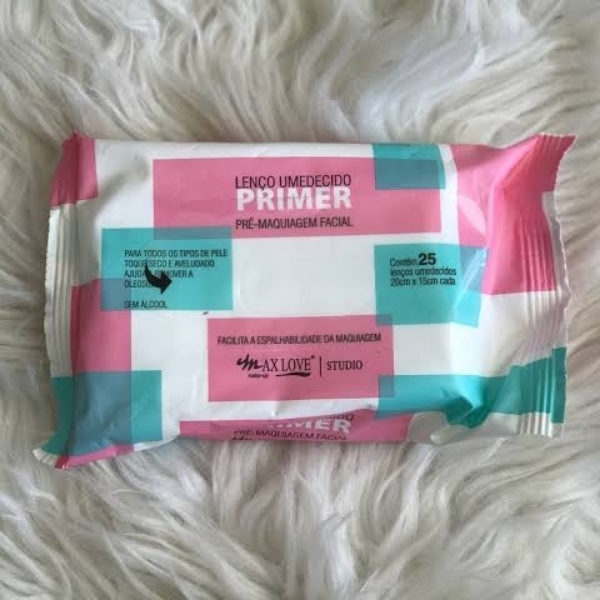 LENÇO UMEDECIDO
PRIMER
PRÉ-MAQUIAGEM FACIAL
PARA TODOS OS TIPOS DE PELE
TOQUE SECO E AVELUDADO
AJUDA REMOVER A
SEM ÁLCOOL
Contém 25
lenços umedecidos
20cm x 15cm cada
FACILITA A ESPALHABILIDADE DA MAQUIAGEM
MAX LOVE® | STUDIO
make-up
PRIMER
PRÉ-MAQUIAGEM FACIAL